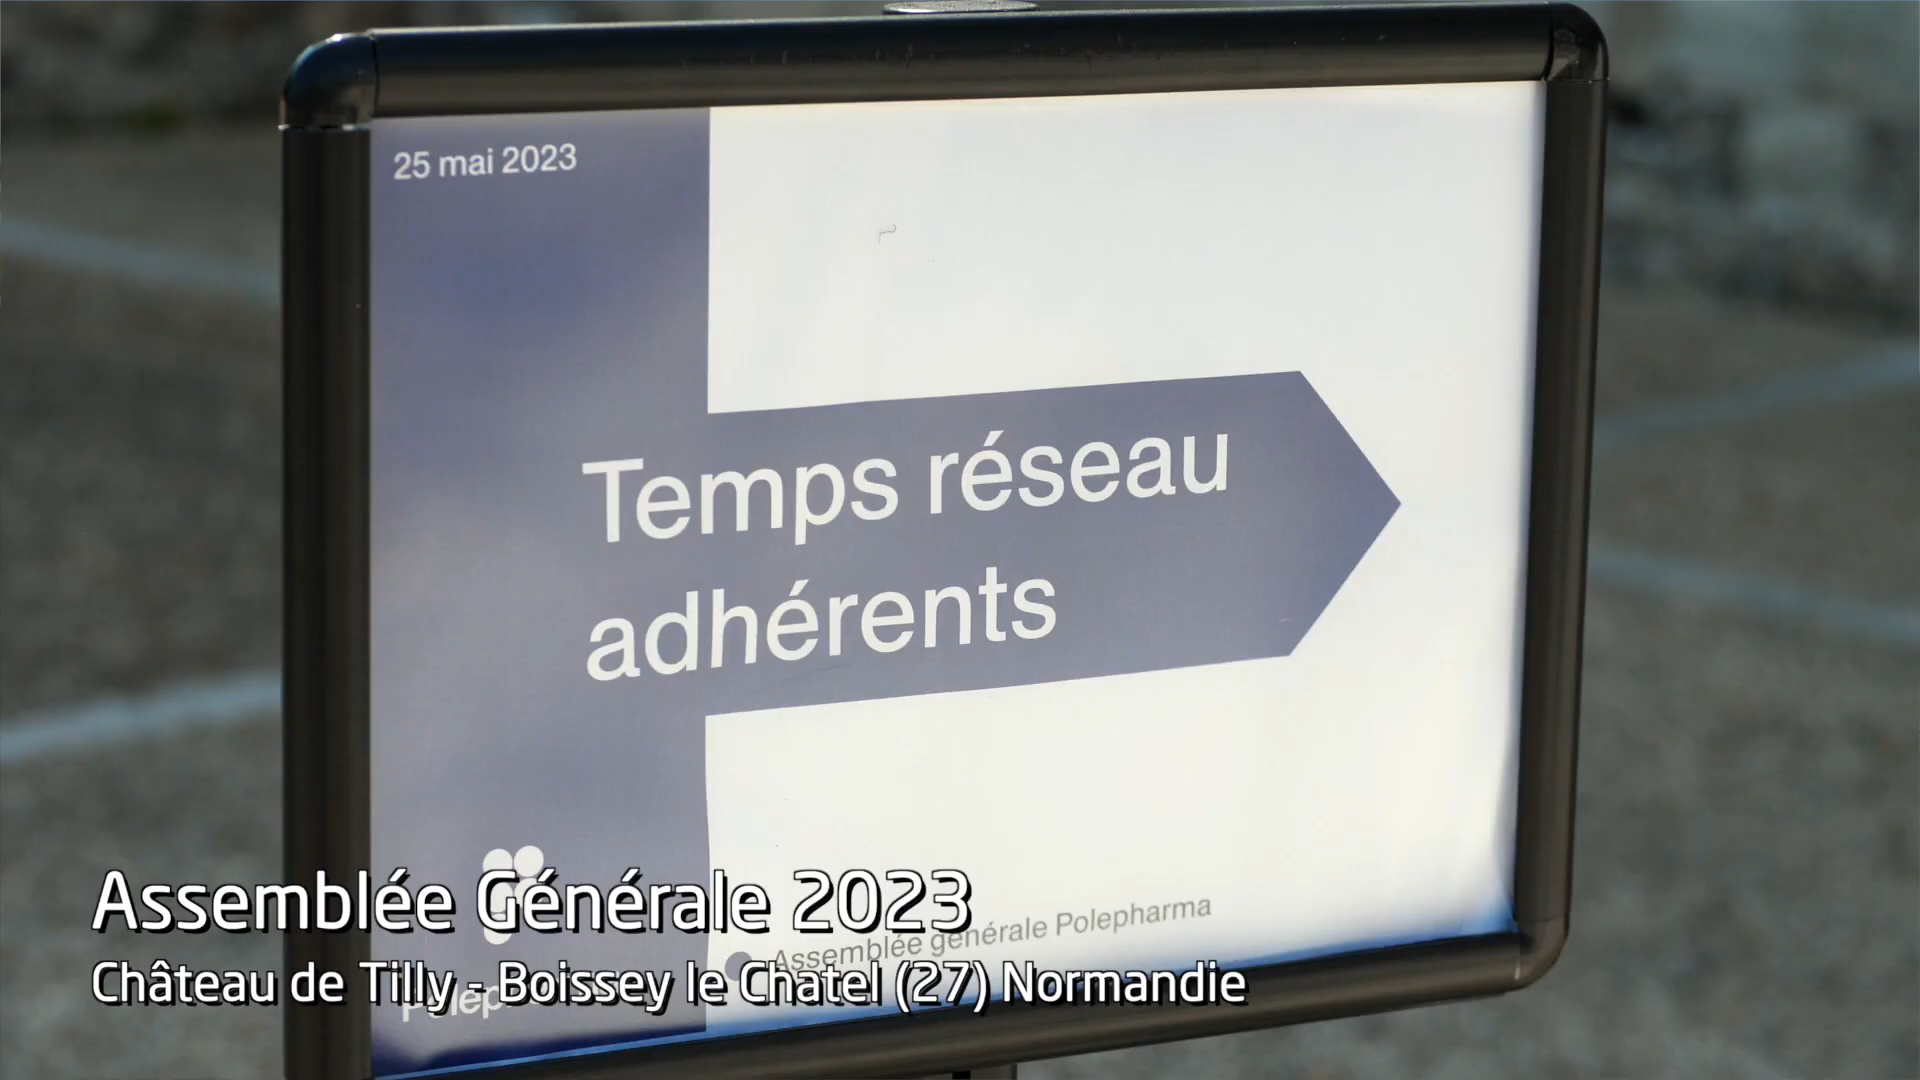 25 mai 2023
Temps réseau
adhérents
Assemblée générale Polepharma
Assemblée Générale 2023
Château de Tilly - Boissey le Chatel (27) Normandie